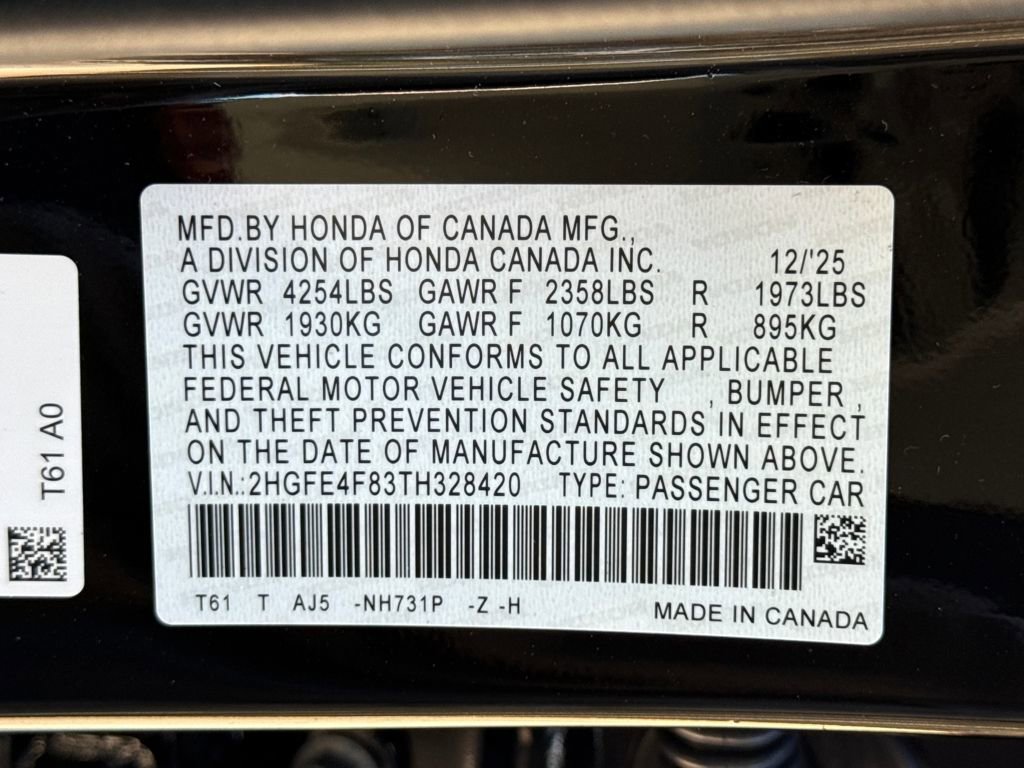 MFD.BY HONDA OF CANADA MFG.,
A DIVISION OF HONDA CANADA INC. 12/'25
GVWR 4254LBS GAWR F 2358LBS R 1973LBS
GVWR 1930KG GAWR F 1070KG R 895KG
THIS VEHICLE CONFORMS TO ALL APPLICABLE
FEDERAL MOTOR VEHICLE SAFETY , BUMPER ,
AND THEFT PREVENTION STANDARDS IN EFFECT
ON THE DATE OF MANUFACTURE SHOWN ABOVE.
V.I.N.:2HGFE4F83TH328420 TYPE: PASSENGER CAR
T61 T AJ5 -NH731P -Z -H MADE IN CANADA
T61 A0